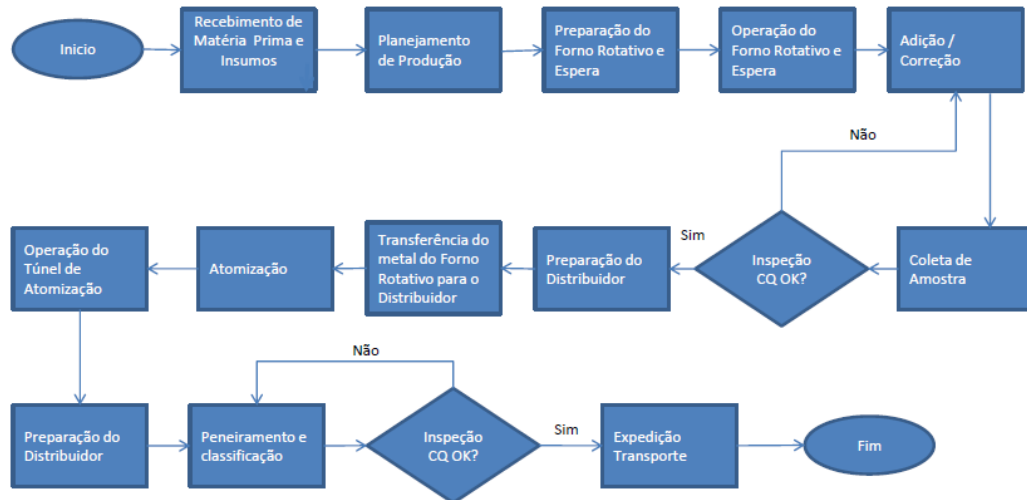 Inicio
Recebimento de
Matéria Prima e
Insumos
Planejamento
de Produção
Preparação do
Forno Rotativo e
Espera
Operação do
Forno Rotativo e
Espera
Adição /
Correção
Não
Coleta de
Amostra
Inspeção
CQ OK?
Sim
Preparação do
Distribuidor
Transferência do
metal do Forno
Rotativo para o
Distribuidor
Atomização
Operação do
Túnel de
Atomização
Preparação do
Distribuidor
Peneiramento e
classificação
Não
Inspeção
CQ OK?
Sim
Expedição
Transporte
Fim